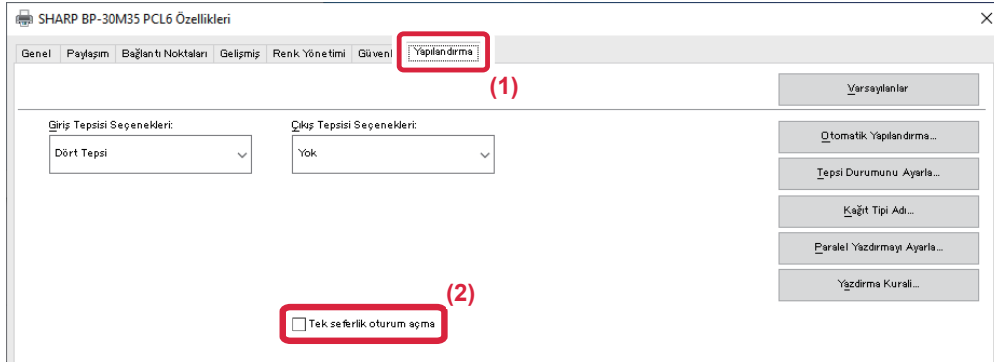 SHARP BP-30M35 PCL6 Özellikleri
Genel Paylaşım Bağlantı Noktaları Gelişmiş Renk Yönetimi Güvenl Yapılandırma
(1)
Varsayılanlar
Giriş Tepsisi Seçenekleri: Çıkış Tepsisi Seçenekleri:
Dört Tepsi Yok
Otomatik Yapılandırma...
Tepsi Durumunu Ayarla...
Kağıt Tipi Adı...
Paralel Yazdırmayı Ayarla...
Yazdirma Kurali...
(2)
Tek seferlik oturum açma